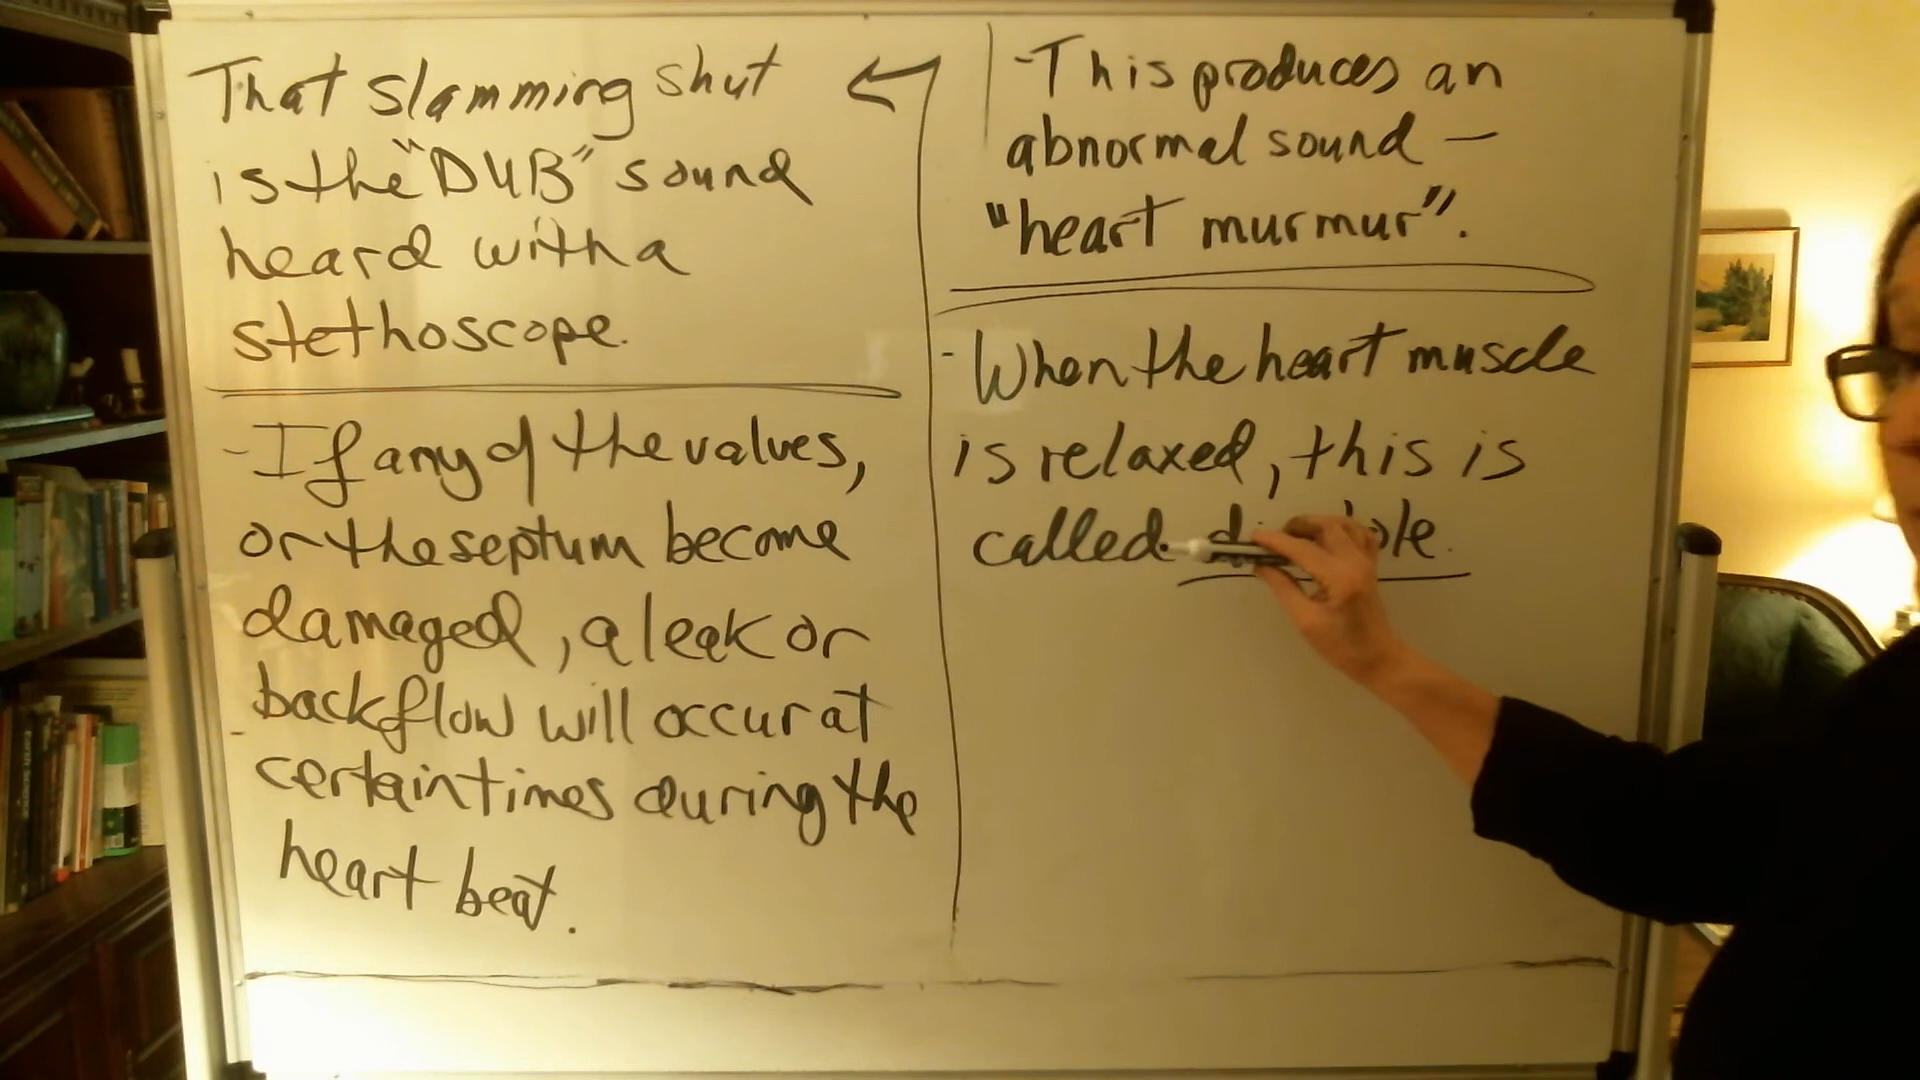 That slamming shut
is the "DUB" sound
heard with a
stethoscope.
- If any of the valves,
or the septum become
damaged, a leak or
backflow will occur at
certain times during the
heart beat.
- This produces an
abnormal sound —
"heart murmur".
- When the heart muscle
is relaxed, this is
called